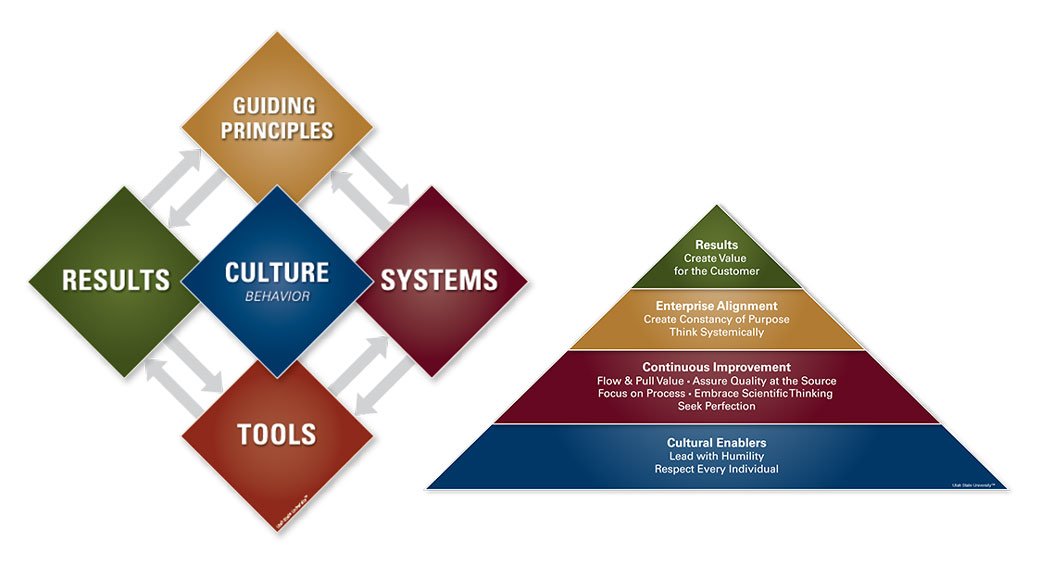 GUIDING
PRINCIPLES
RESULTS
CULTURE
BEHAVIOR
SYSTEMS
TOOLS
Utah State University™
Results
Create Value
for the Customer
Enterprise Alignment
Create Constancy of Purpose
Think Systemically
Continuous Improvement
Flow & Pull Value • Assure Quality at the Source
Focus on Process • Embrace Scientific Thinking
Seek Perfection
Cultural Enablers
Lead with Humility
Respect Every Individual
Utah State University™